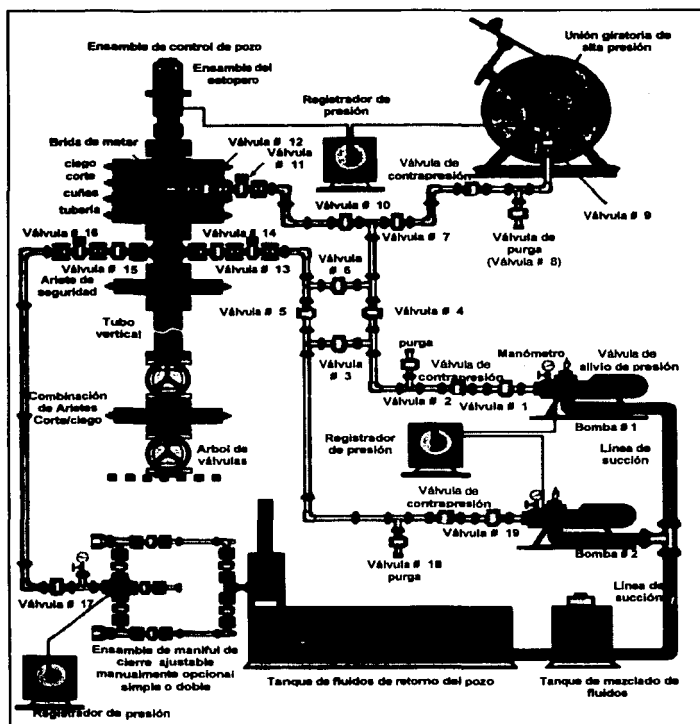 Ensamble de control de pozo
Ensamble del
estopero
Unión giratoria de
alta presión
Registrador de
presión
Brida de matar
Válvula # 12
Válvula
# 11
ciego
corte
cuñas
tubería
Válvula
de
contrapresión
Válvula # 10
Válvula # 7
Válvula # 9
Válvula de
purga
(Válvula # 8)
Válvula # 16
Válvula # 14
Válvula # 15
Válvula # 13
Válvula
# 6
Ariete de
seguridad
Válvula # 5
Válvula # 4
Tubo
vertical
purga
Válvula
# 3
Válvula de
contrapresión
Manómetro
Válvula de
alivio de presión
Válvula # 2
Válvula # 1
Combinación
de Arietes
Corte/ciego
Bomba # 1
Registrador
de presión
Línea de
succión
Arbol de
válvulas
Válvula de
contrapresión
Válvula # 19
Bomba # 2
Válvula # 18
purga
Línea de
succión
Válvula
# 17
Ensamble de maniful de
cierre ajustable
manualmente opcional
simple o doble
Tanque de fluidos de retorno del pozo
Tanque de mezclado de
fluidos
Registrador de presión